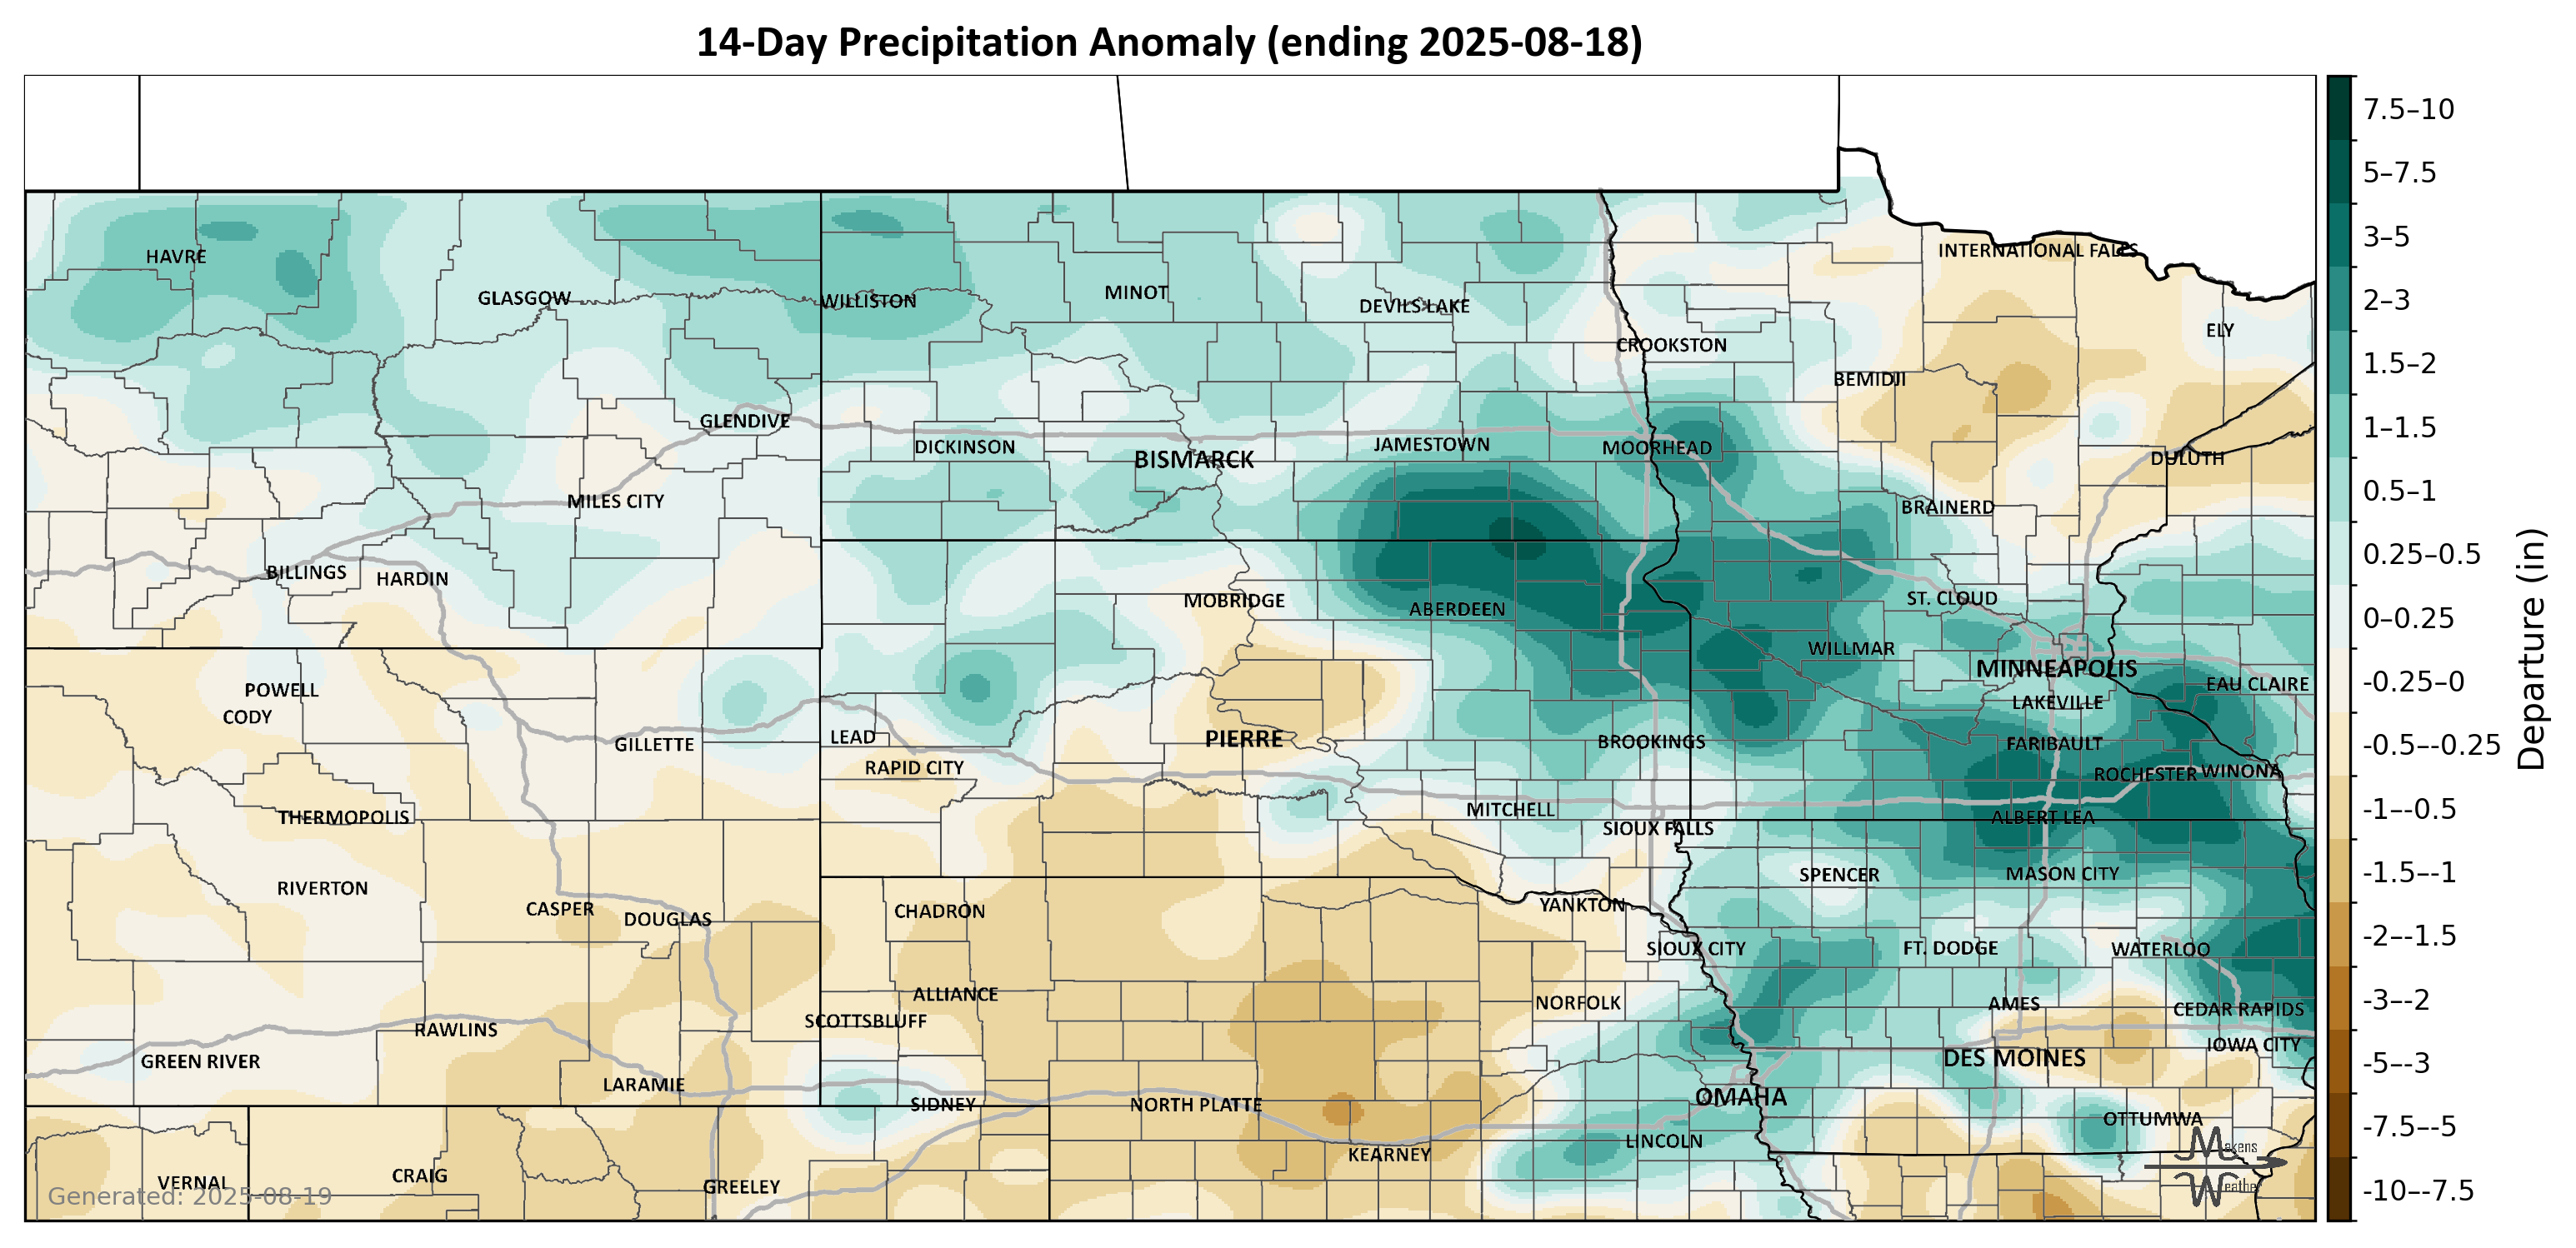 14-Day Precipitation Anomaly (ending 2025-08-18)
HAVRE
GLASGOW
WILLISTON
MINOT
DEVILS LAKE
CROOKSTON
INTERNATIONAL FALLS
ELY
BEMIDJI
GLENDIVE
DICKINSON
BISMARCK
JAMESTOWN
MOORHEAD
DULUTH
MILES CITY
BRAINERD
BILLINGS
HARDIN
MOBRIDGE
ABERDEEN
ST. CLOUD
WILLMAR
MINNEAPOLIS
EAU CLAIRE
POWELL
CODY
LAKEVILLE
GILLETTE
LEAD
PIERRE
BROOKINGS
FARIBAULT
RAPID CITY
ROCHESTER
WINONA
THERMOPOLIS
MITCHELL
SIOUX FALLS
ALBERT LEA
RIVERTON
SPENCER
MASON CITY
CASPER
DOUGLAS
CHADRON
YANKTON
SIOUX CITY
FT. DODGE
WATERLOO
ALLIANCE
NORFOLK
AMES
CEDAR RAPIDS
SCOTTSBLUFF
RAWLINS
IOWA CITY
GREEN RIVER
DES MOINES
LARAMIE
SIDNEY
NORTH PLATTE
OMAHA
OTTUMWA
LINCOLN
KEARNEY
VERNAL
CRAIG
GREELEY
Generated: 2025-08-19
Makens
Weather
7.5–10
5–7.5
3–5
2–3
1.5–2
1–1.5
0.5–1
0.25–0.5
0–0.25
-0.25–0
-0.5–-0.25
-1–-0.5
-1.5–-1
-2–-1.5
-3–-2
-5–-3
-7.5–-5
-10–-7.5
Departure (in)